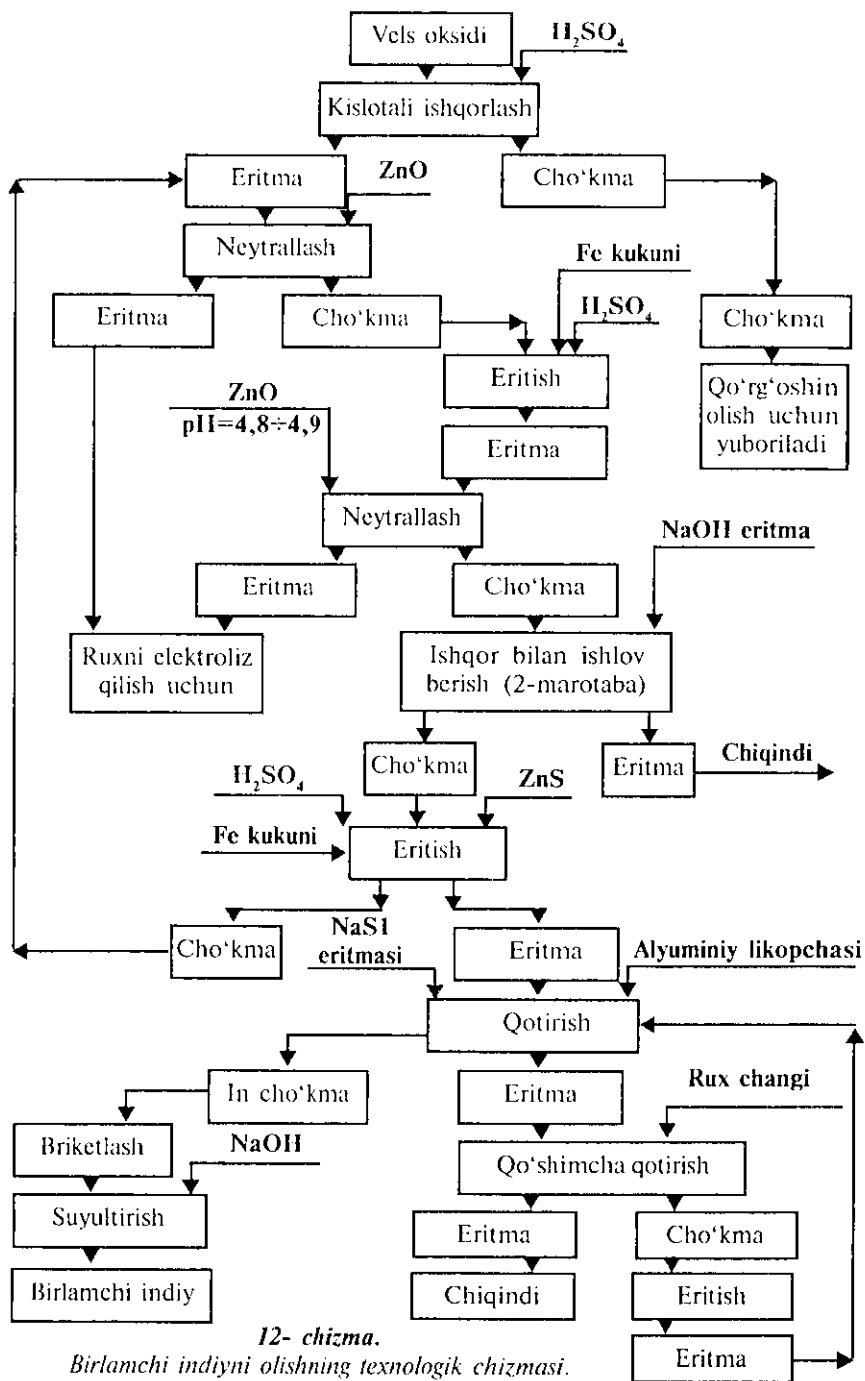 Vels oksidi
H₂SO₄
Kislotali ishqorlash
Eritma
ZnO
Cho‘kma
Neytrallash
Fe kukuni
Eritma
Cho‘kma
H₂SO₄
Cho‘kma
Eritish
ZnO
pH=4,8÷4,9
Qo‘rg‘oshin
olish uchun
yuboriladi
Eritma
Neytrallash
NaOH eritma
Eritma
Cho‘kma
Ruxni elektroliz
qilish uchun
Ishqor bilan ishlov
berish (2-marotaba)
Cho‘kma
Eritma
Chiqindi
H₂SO₄
ZnS
Fe kukuni
Eritish
Cho‘kma
NaS1
eritmasi
Eritma
Alyuminiy likopchasi
Qotirish
In cho‘kma
Eritma
Rux changi
Briketlash
NaOH
Qo‘shimcha qotirish
Suyultirish
Eritma
Cho‘kma
Birlamchi indiy
Chiqindi
Eritish
Eritma
12- chizma.
Birlamchi indiyni olishning texnologik chizmasi.